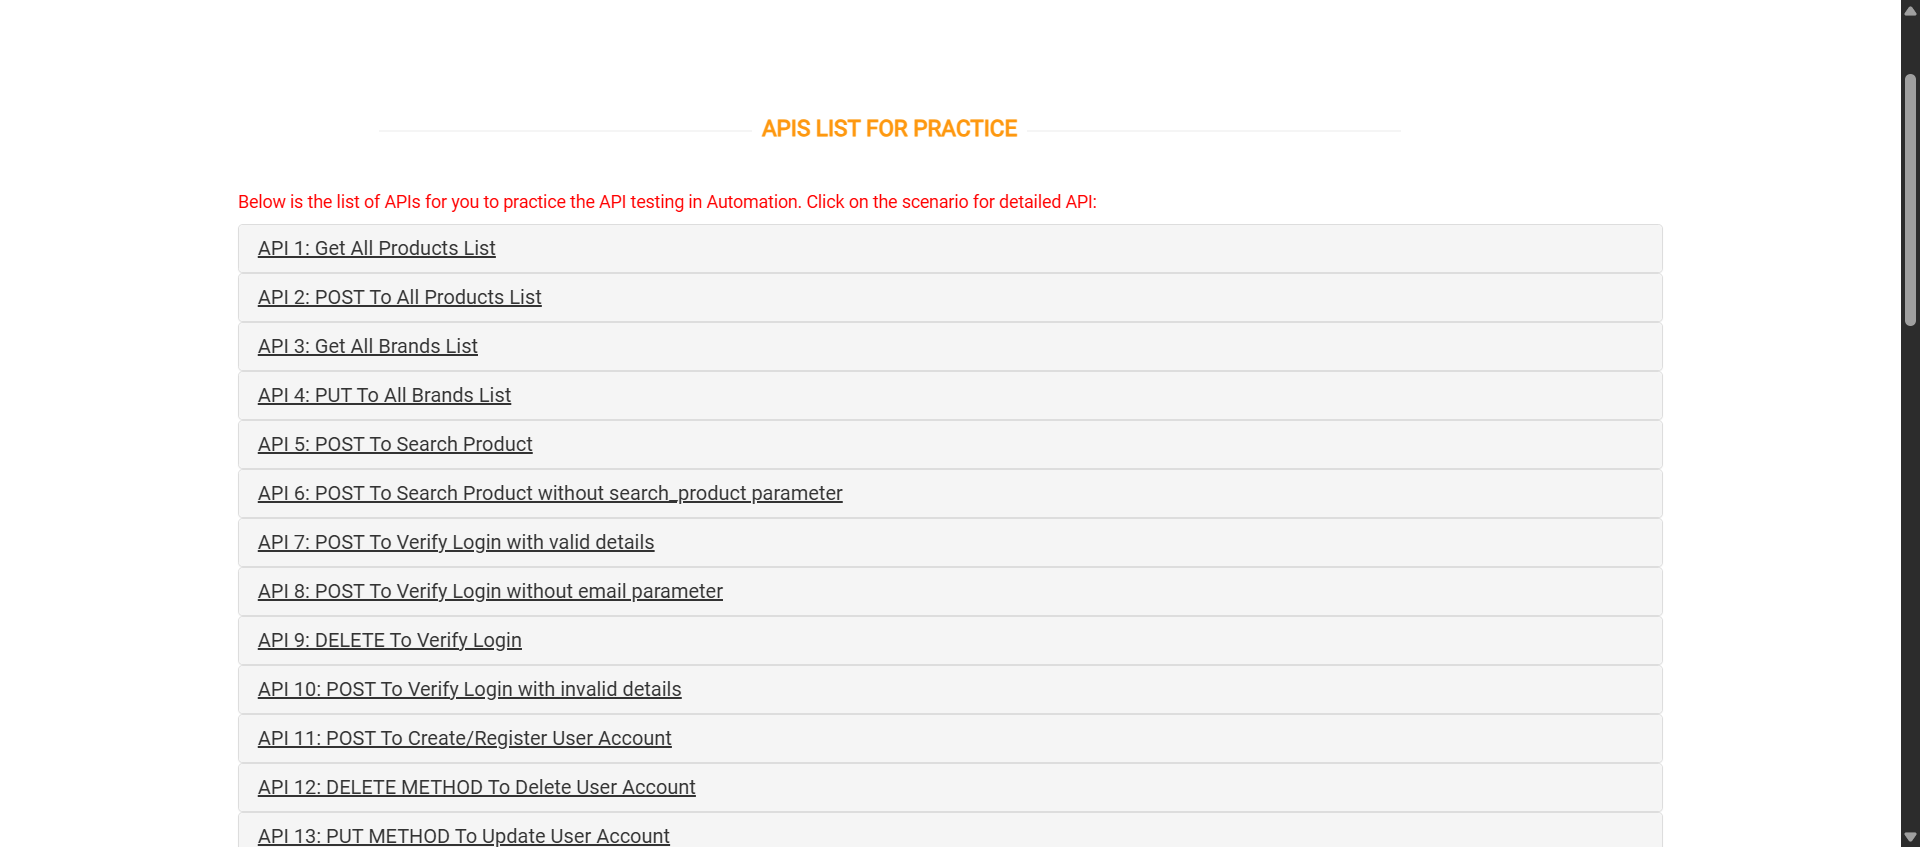 APIS LIST FOR PRACTICE
Below is the list of APIs for you to practice the API testing in Automation. Click on the scenario for detailed API:
API 1: Get All Products List
API 2: POST To All Products List
API 3: Get All Brands List
API 4: PUT To All Brands List
API 5: POST To Search Product
API 6: POST To Search Product without search_product parameter
API 7: POST To Verify Login with valid details
API 8: POST To Verify Login without email parameter
API 9: DELETE To Verify Login
API 10: POST To Verify Login with invalid details
API 11: POST To Create/Register User Account
API 12: DELETE METHOD To Delete User Account
API 13: PUT METHOD To Update User Account